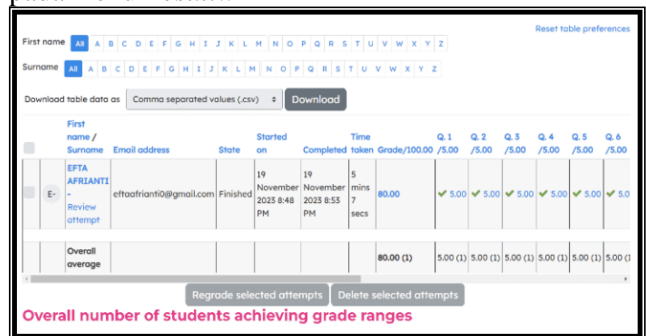 Reset table preferences
First name All A B C D E F G H I J K L M N O P Q R S T U V W X Y Z
Surname All A B C D E F G H I J K L M N O P Q R S T U V W X Y Z
Download table data as Comma separated values (.csv) Download
First
name /
Surname Email address State Started
on Completed Time
taken Grade/100.00 Q. 1
/5.00 Q. 2
/5.00 Q. 3
/5.00 Q. 4
/5.00 Q. 5
/5.00 Q. 6
/5.00
E-
EFTA
AFRIANTI
-
Review
attempt
eftaafrianti0@gmail.com Finished
19
November
2023 8:48
PM
19
November
2023 8:53
PM
5
mins
7
secs
80.00 ✔ 5.00 ✔ 5.00 ✔ 5.00 ✔ 5.00 ✔ 5.00 ✔ 5.0
Overall
average
80.00 (1) 5.00 (1) 5.00 (1) 5.00 (1) 5.00 (1) 5.00 (1) 5.00 (1
Regrade selected attempts Delete selected attempts
Overall number of students achieving grade ranges